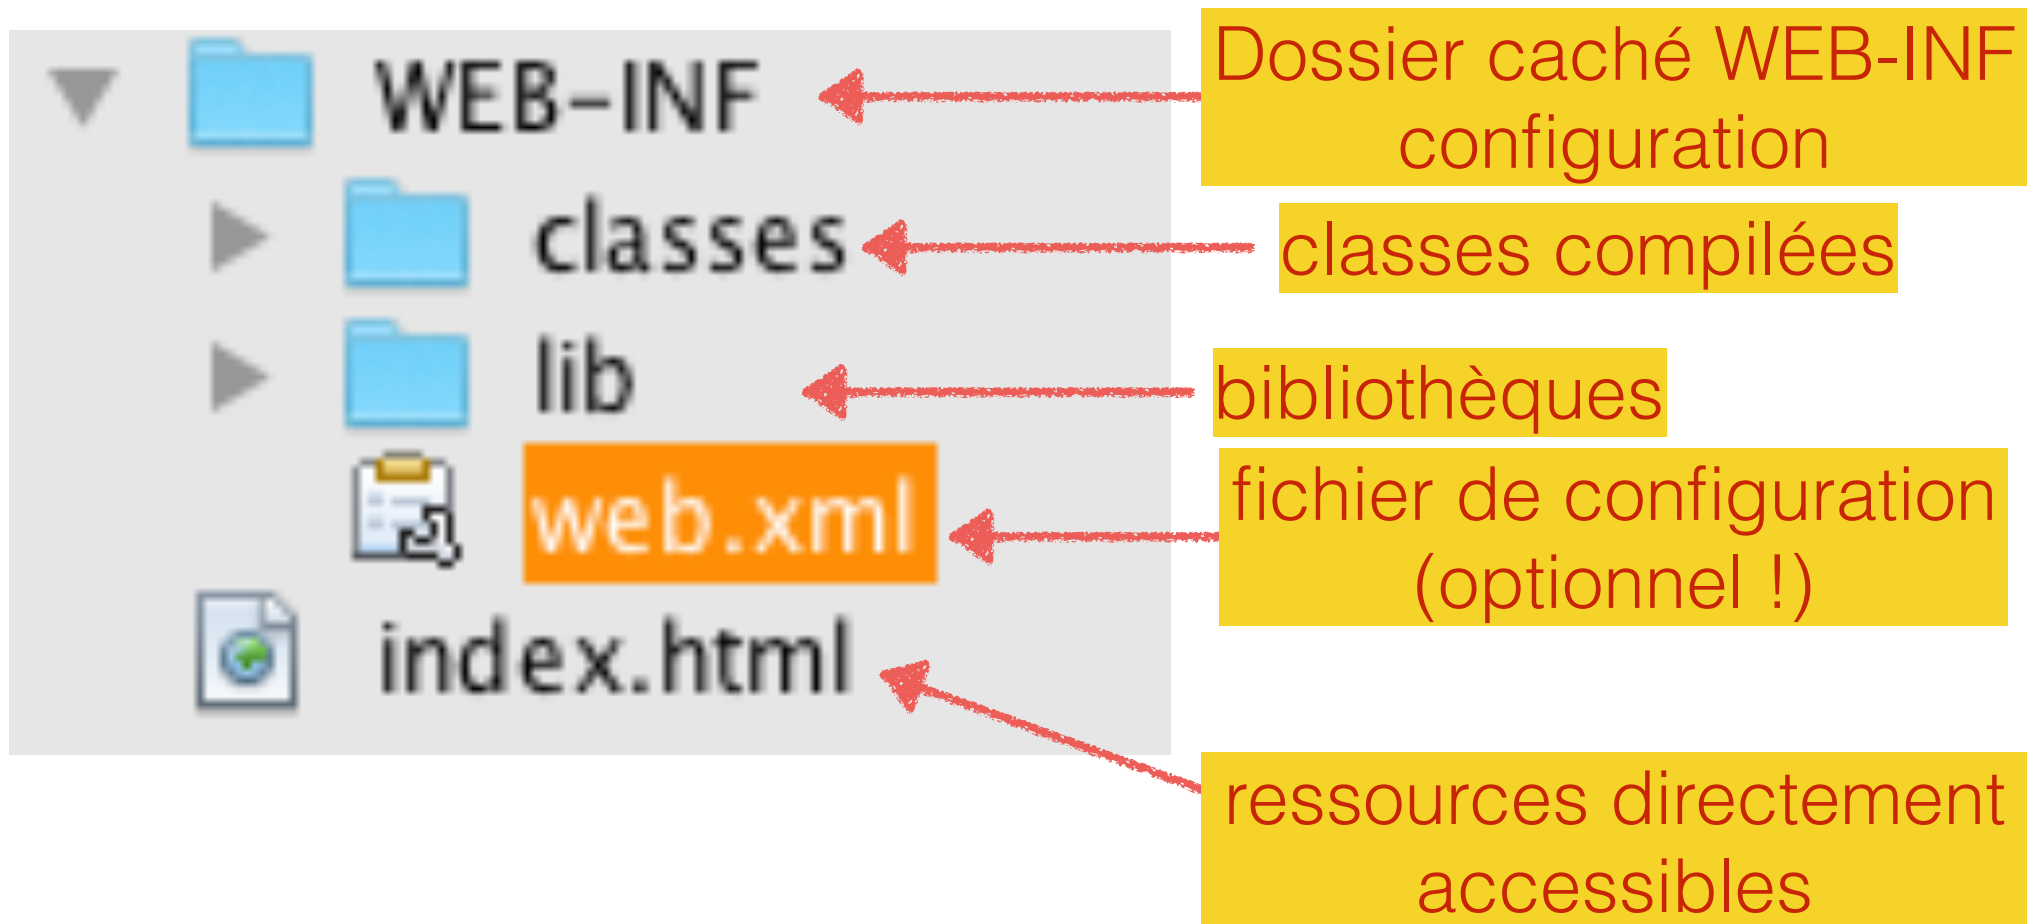 WEB-INF
Dossier caché WEB-INF
configuration
classes
classes compilées
lib
bibliothèques
web.xml
fichier de configuration
(optionnel !)
index.html
ressources directement
accessibles